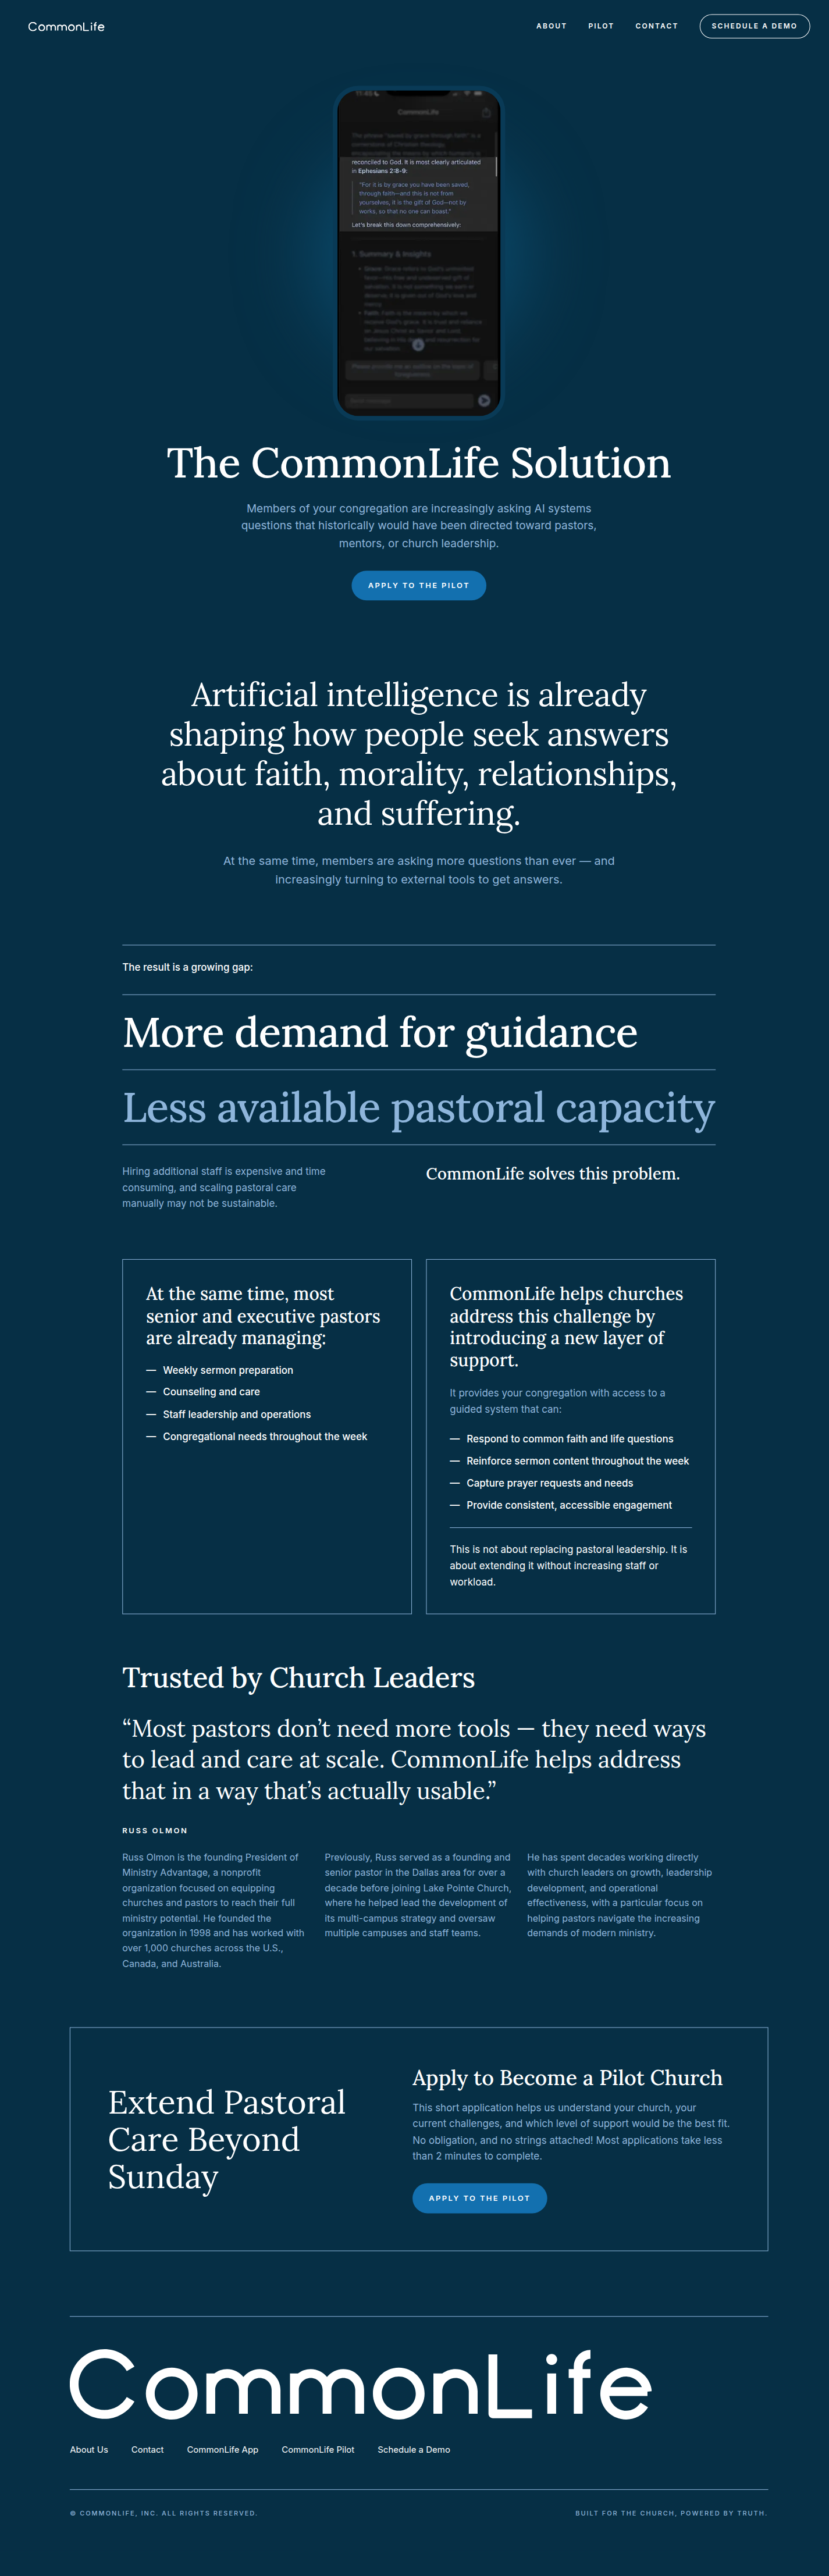 CommonLife
ABOUT
PILOT
CONTACT
SCHEDULE A DEMO
CommonLife
reconciled to God. It is most clearly articulated
in Ephesians 2:8-9:
"For it is by grace you have been saved,
through faith—and this is not from
yourselves, it is the gift of God—not by
works, so that no one can boast."
Let's break this down comprehensively:
1. Summary & Insights
The CommonLife Solution
Members of your congregation are increasingly asking AI systems
questions that historically would have been directed toward pastors,
mentors, or church leadership.
APPLY TO THE PILOT
Artificial intelligence is already
shaping how people seek answers
about faith, morality, relationships,
and suffering.
At the same time, members are asking more questions than ever — and
increasingly turning to external tools to get answers.
The result is a growing gap:
More demand for guidance
Less available pastoral capacity
Hiring additional staff is expensive and time
consuming, and scaling pastoral care
manually may not be sustainable.
CommonLife solves this problem.
At the same time, most
senior and executive pastors
are already managing:
— Weekly sermon preparation
— Counseling and care
— Staff leadership and operations
— Congregational needs throughout the week
CommonLife helps churches
address this challenge by
introducing a new layer of
support.
It provides your congregation with access to a
guided system that can:
— Respond to common faith and life questions
— Reinforce sermon content throughout the week
— Capture prayer requests and needs
— Provide consistent, accessible engagement
This is not about replacing pastoral leadership. It is
about extending it without increasing staff or
workload.
Trusted by Church Leaders
“Most pastors don’t need more tools — they need ways
to lead and care at scale. CommonLife helps address
that in a way that’s actually usable.”
RUSS OLMON
Russ Olmon is the founding President of
Ministry Advantage, a nonprofit
organization focused on equipping
churches and pastors to reach their full
ministry potential. He founded the
organization in 1998 and has worked with
over 1,000 churches across the U.S.,
Canada, and Australia.
Previously, Russ served as a founding and
senior pastor in the Dallas area for over a
decade before joining Lake Pointe Church,
where he helped lead the development of
its multi-campus strategy and oversaw
multiple campuses and staff teams.
He has spent decades working directly
with church leaders on growth, leadership
development, and operational
effectiveness, with a particular focus on
helping pastors navigate the increasing
demands of modern ministry.
Extend Pastoral
Care Beyond
Sunday
Apply to Become a Pilot Church
This short application helps us understand your church, your
current challenges, and which level of support would be the best fit.
No obligation, and no strings attached! Most applications take less
than 2 minutes to complete.
APPLY TO THE PILOT
CommonLife
About Us
Contact
CommonLife App
CommonLife Pilot
Schedule a Demo
© COMMONLIFE, INC. ALL RIGHTS RESERVED.
BUILT FOR THE CHURCH, POWERED BY TRUTH.